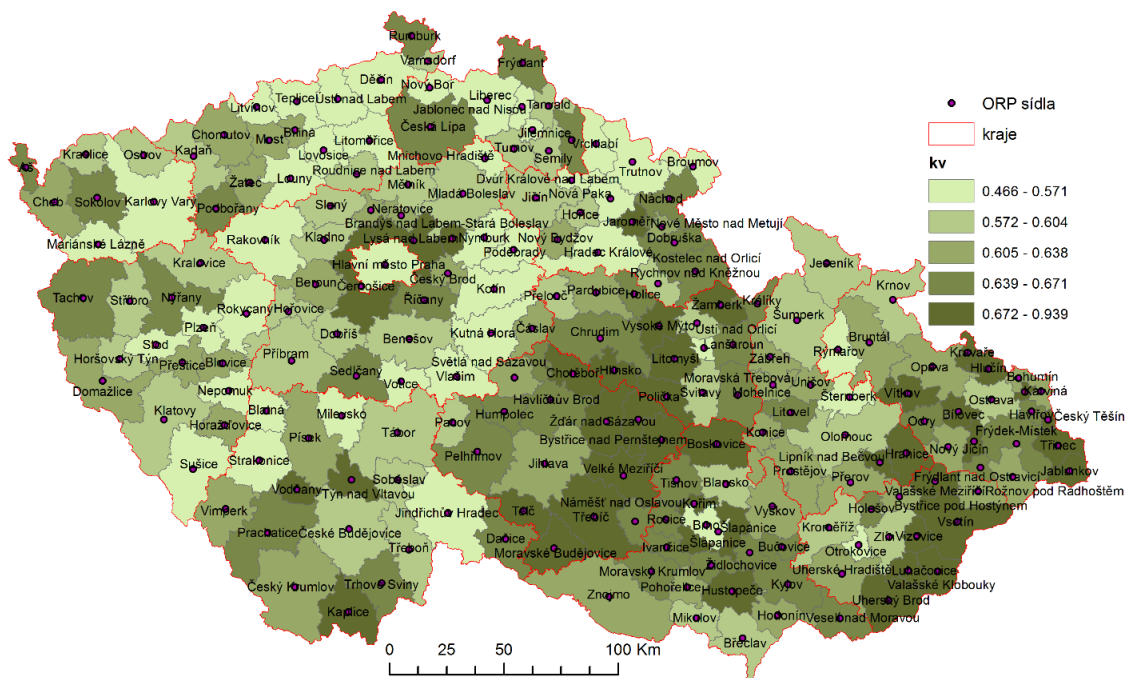 Rumburk
Varnsdorf
Frýdlant
Děčín
Nový Bor
Liberec
Teplice
Ústí nad Labem
Jablonec nad Nisou
Tanvald
Litvínov
Bílina
Česká Lípa
Jilemnice
Chomutov
Most
Litoměřice
Turnov
Vrchlabí
Kraslice
Ostrov
Kadaň
Lovosice
Mnichovo Hradiště
Semily
Trutnov
Broumov
Aš
Roudnice nad Labem
Dvůr Králové nad Labem
Žatec
Louny
Mělník
Mladá Boleslav
Jičín
Nová Paka
Cheb
Sokolov
Karlovy Vary
Podbořany
Slaný
Neratovice
Hořice
Náchod
Jaroměř
Nové Město nad Metují
Brandýs nad Labem-Stará Boleslav
Mariánské Lázně
Rakovník
Kladno
Lysá nad Labem
Nymburk
Nový Bydžov
Dobruška
Poděbrady
Hradec Králové
Kostelec nad Orlicí
Kralovice
Hlavní město Praha
Český Brod
Rychnov nad Kněžnou
Jeseník
Tachov
Stříbro
Nýřany
Beroun
Černošice
Říčany
Kolín
Přelouč
Pardubice
Holice
Králíky
Krnov
Rokycany
Hořovice
Žamberk
Šumperk
Plzeň
Dobříš
Benešov
Kutná Hora
Čáslav
Chrudim
Vysoké Mýto
Ústí nad Orlicí
Stod
Lanškroun
Bruntál
Horšovský Týn
Přeštice
Blovice
Příbram
Světlá nad Sázavou
Litomyšl
Zábřeh
Rýmařov
Opava
Kravaře
Hlučín
Domažlice
Nepomuk
Sedlčany
Votice
Vlašim
Chotěboř
Hlinsko
Moravská Třebová
Uničov
Bohumín
Karviná
Svitavy
Mohelnice
Šternberk
Vítkov
Ostrava
Klatovy
Blatná
Milevsko
Humpolec
Havlíčkův Brod
Polička
Litovel
Bílovec
Havířov
Český Těšín
Horažďovice
Pacov
Žďár nad Sázavou
Odry
Písek
Tábor
Bystřice nad Pernštejnem
Boskovice
Konice
Olomouc
Nový Jičín
Frýdek-Místek
Třinec
Strakonice
Pelhřimov
Jihlava
Lipník nad Bečvou
Hranice
Sušice
Velké Meziříčí
Tišnov
Blansko
Prostějov
Přerov
Frýdlant nad Ostravicí
Jablunkov
Vodňany
Týn nad Vltavou
Soběslav
Valašské Meziříčí
Rožnov pod Radhoštěm
Vimperk
Jindřichův Hradec
Telč
Náměšť nad Oslavou
Kuřim
Vyškov
Holešov
Bystřice pod Hostýnem
Prachatice
České Budějovice
Třebíč
Rosice
Brno
Šlapanice
Šlapanice
Kroměříž
Vsetín
Třeboň
Dačice
Moravské Budějovice
Ivančice
Bučovice
Otrokovice
Zlín
Vizovice
Český Krumlov
Trhové Sviny
Moravský Krumlov
Židlochovice
Uherské Hradiště
Luhačovice
Znojmo
Pohořelice
Hustopeče
Kyjov
Valašské Klobouky
Kaplice
Uherský Brod
Mikulov
Hodonín
Veselí nad Moravou
Břeclav
ORP sídla
kraje
kv
0.466 - 0.571
0.572 - 0.604
0.605 - 0.638
0.639 - 0.671
0.672 - 0.939
0 25 50 100 Km